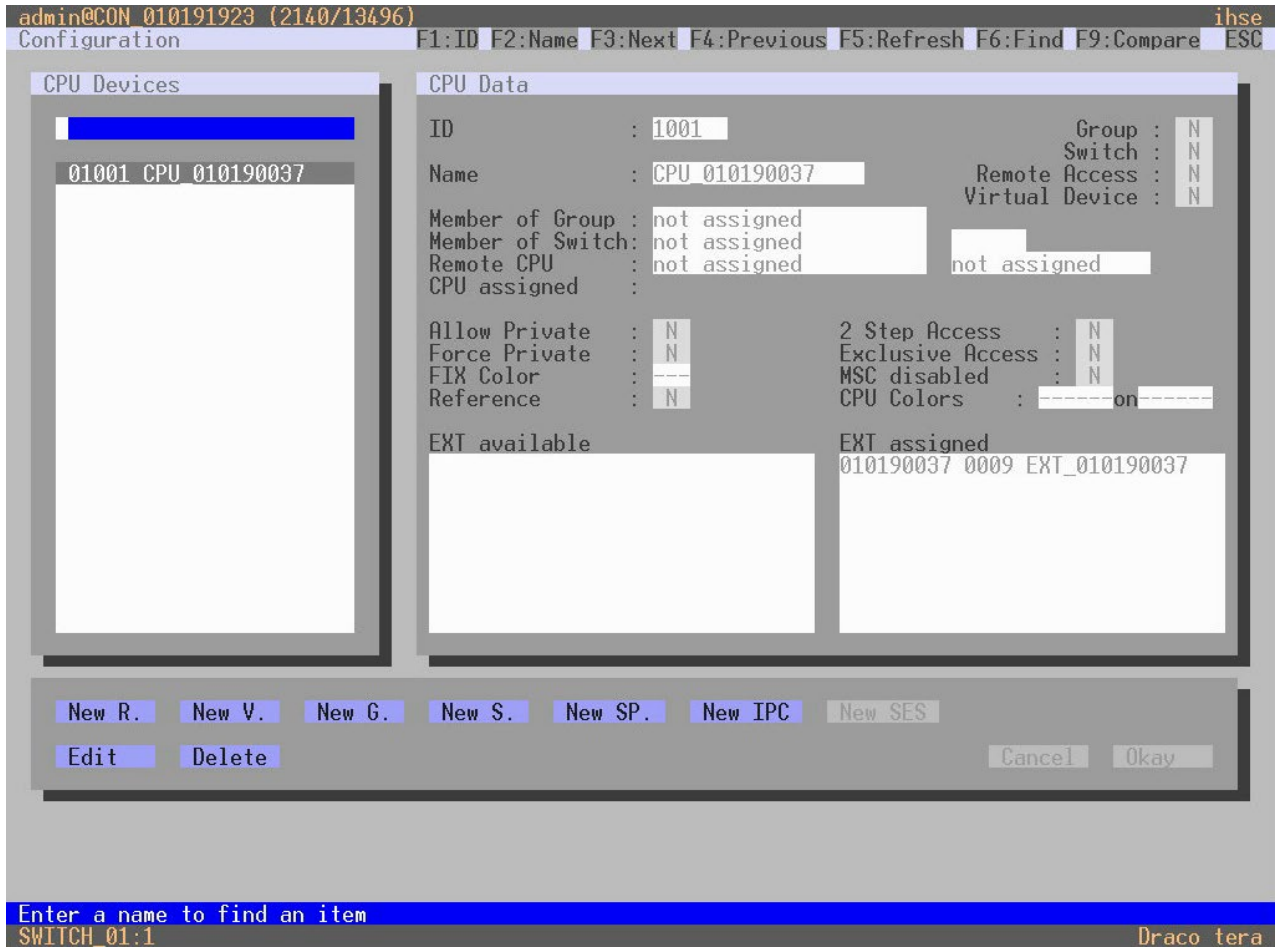 admin@CON_010191923 (2140/13496) ihse
Configuration F1:ID F2:Name F3:Next F4:Previous F5:Refresh F6:Find F9:Compare ESC
CPU Devices
01001 CPU_010190037
CPU Data
ID : 1001
Group : N
Switch : N
Name : CPU_010190037
Remote Access : N
Virtual Device : N
Member of Group : not assigned
Member of Switch: not assigned
Remote CPU : not assigned not assigned
CPU assigned :
Allow Private : N 2 Step Access : N
Force Private : N Exclusive Access : N
FIX Color : --- MSC disabled : N
Reference : N CPU Colors : ------on------
EXT available EXT assigned
010190037 0009 EXT_010190037
New R. New V. New G. New S. New SP. New IPC New SES
Edit Delete Cancel Okay
Enter a name to find an item
SWITCH_01:1 Draco tera